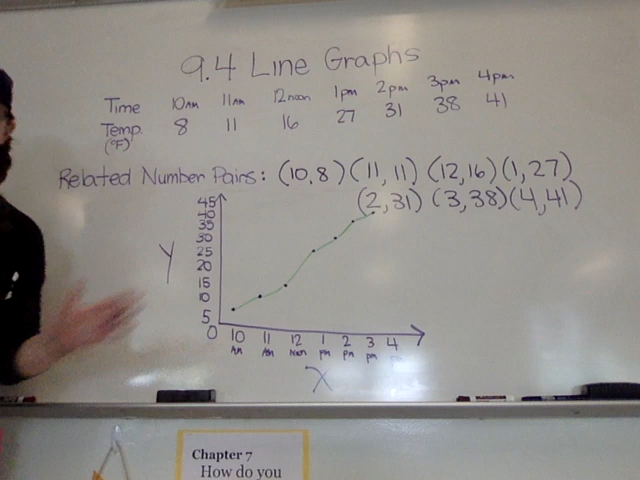 9.4 Line Graphs
Time 10AM 11AM 12noon 1pm 2pm 3pm 4pm
Temp. 8 11 16 27 31 38 41
(°F)
Related Number Pairs: (10,8) (11,11) (12,16) (1,27)
(2,31) (3,38) (4,41)
45
40
35
30
25
20
15
10
5
0
Y
10 11 12 1 2 3 4
AM AM Noon pm pm pm
X
Chapter 7
How do you